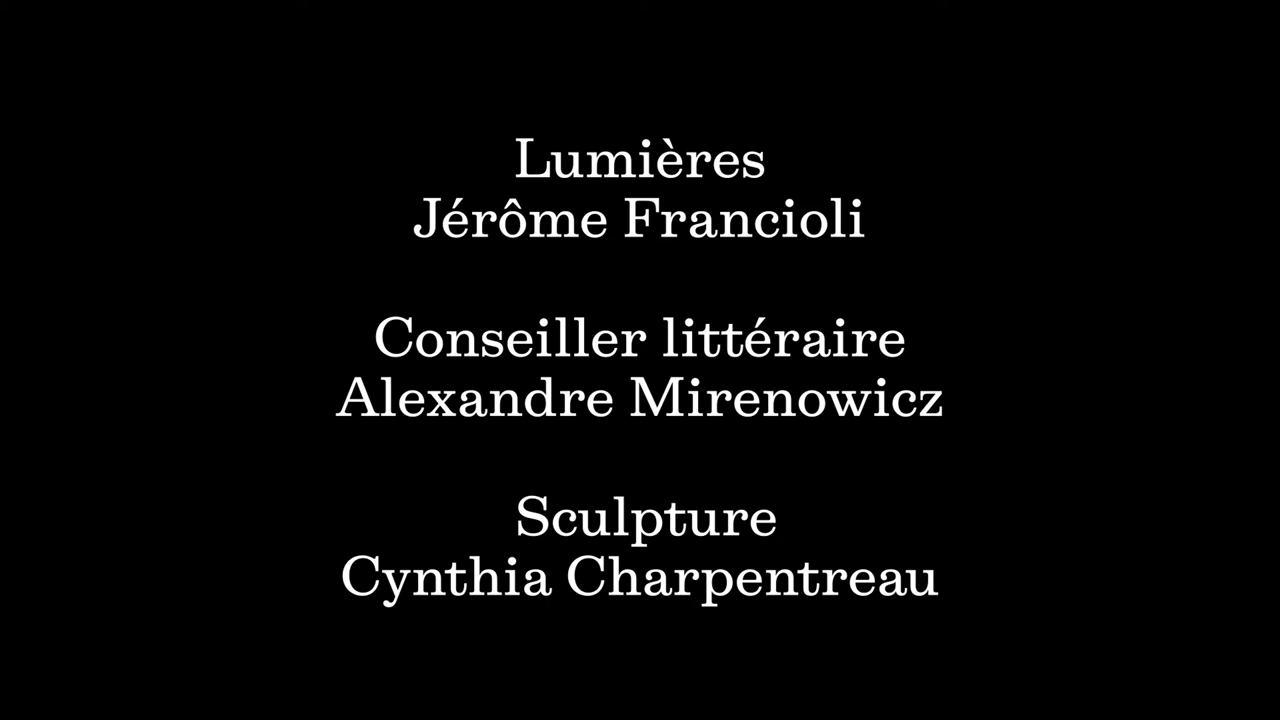 Lumières
Jérôme Francioli
Conseiller littéraire
Alexandre Mirenowicz
Sculpture
Cynthia Charpentreau